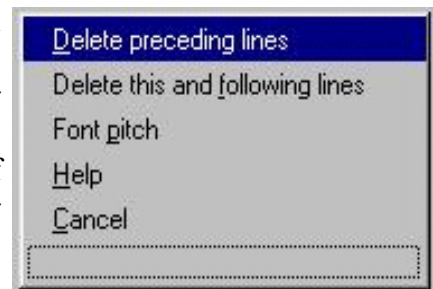 Delete preceding lines
Delete this and following lines
Font pitch
Help
Cancel